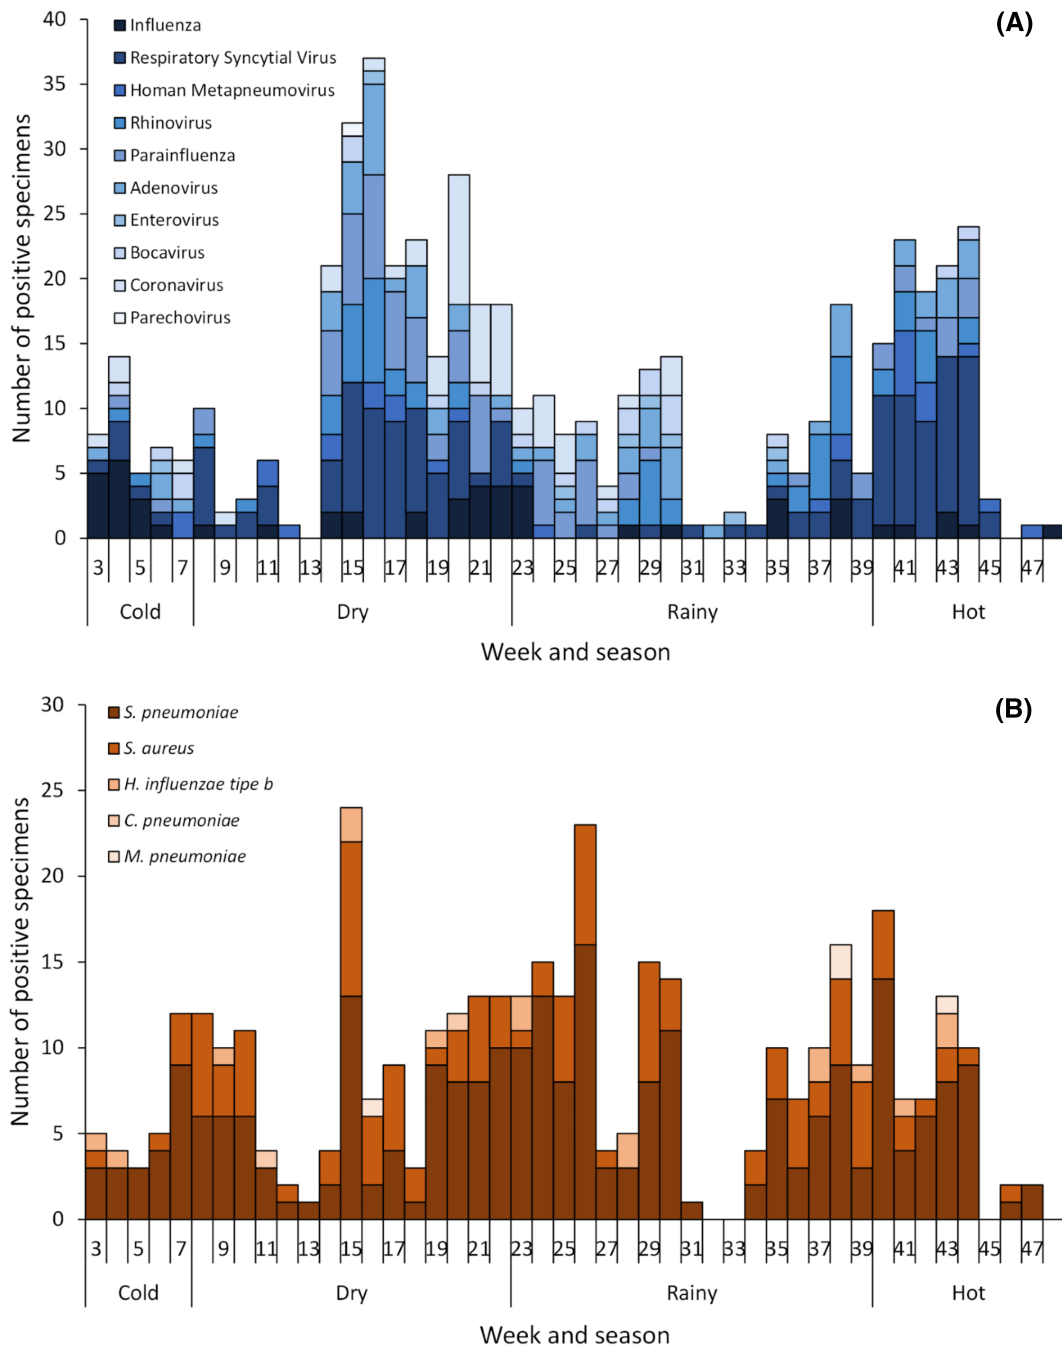 (A)
Influenza
Respiratory Syncytial Virus
Human Metapneumovirus
Rhinovirus
Parainfluenza
Adenovirus
Enterovirus
Bocavirus
Coronavirus
Parechovirus
Number of positive specimens
40
35
30
25
20
15
10
5
0
3 5 7 9 11 13 15 17 19 21 23 25 27 29 31 33 35 37 39 41 43 45 47
Cold Dry Rainy Hot
Week and season
(B)
S. pneumoniae
S. aureus
H. influenzae tipe b
C. pneumoniae
M. pneumoniae
Number of positive specimens
30
25
20
15
10
5
0
3 5 7 9 11 13 15 17 19 21 23 25 27 29 31 33 35 37 39 41 43 45 47
Cold Dry Rainy Hot
Week and season